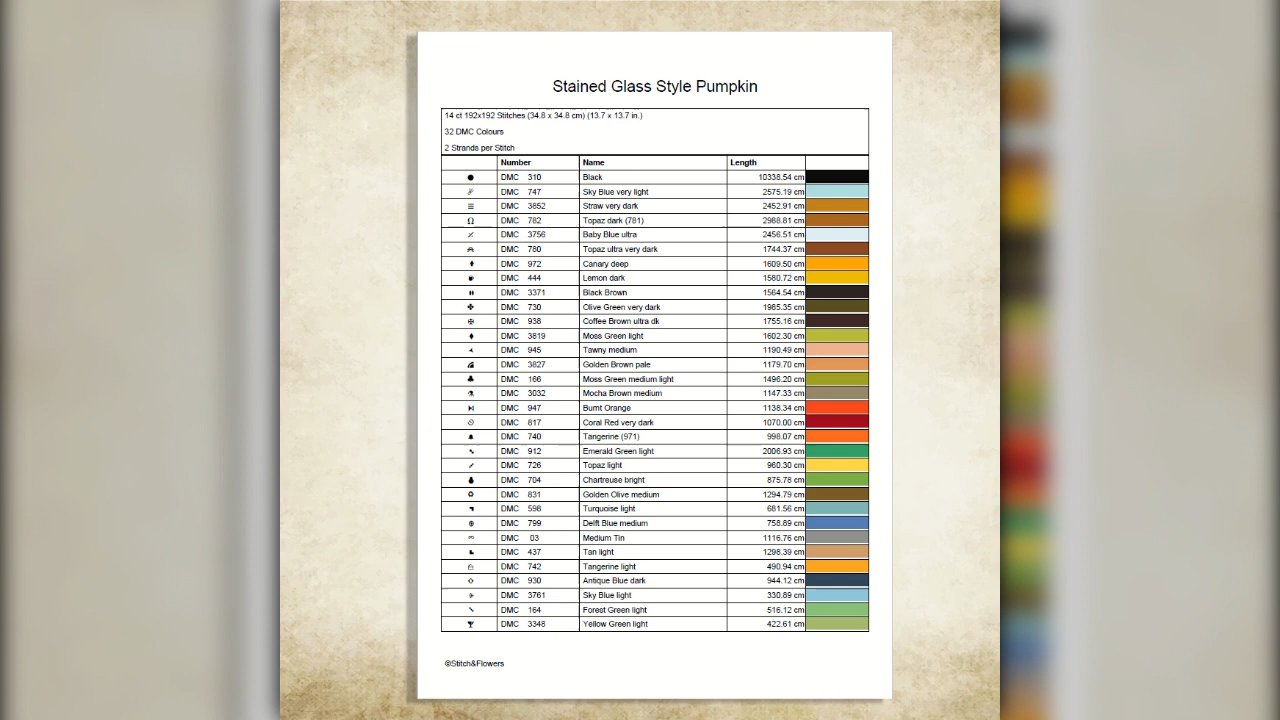 Stained Glass Style Pumpkin
14 ct 192x192 Stitches (34.8 x 34.8 cm) (13.7 x 13.7 in.)
32 DMC Colours
2 Strands per Stitch
Number Name Length
DMC 310 Black 10338.54 cm
DMC 747 Sky Blue very light 2575.19 cm
DMC 3852 Straw very dark 2452.91 cm
DMC 782 Topaz dark (781) 2988.81 cm
DMC 3756 Baby Blue ultra 2456.51 cm
DMC 780 Topaz ultra very dark 1744.37 cm
DMC 972 Canary deep 1609.50 cm
DMC 444 Lemon dark 1580.72 cm
DMC 3371 Black Brown 1564.54 cm
DMC 730 Olive Green very dark 1985.35 cm
DMC 938 Coffee Brown ultra dk 1755.16 cm
DMC 3819 Moss Green light 1602.30 cm
DMC 945 Tawny medium 1190.49 cm
DMC 3827 Golden Brown pale 1179.70 cm
DMC 166 Moss Green medium light 1496.20 cm
DMC 3032 Mocha Brown medium 1147.33 cm
DMC 947 Burnt Orange 1138.34 cm
DMC 817 Coral Red very dark 1070.00 cm
DMC 740 Tangerine (971) 998.07 cm
DMC 912 Emerald Green light 2006.93 cm
DMC 726 Topaz light 960.30 cm
DMC 704 Chartreuse bright 875.78 cm
DMC 831 Golden Olive medium 1294.79 cm
DMC 598 Turquoise light 681.56 cm
DMC 799 Delft Blue medium 758.89 cm
DMC 03 Medium Tin 1116.76 cm
DMC 437 Tan light 1298.39 cm
DMC 742 Tangerine light 490.94 cm
DMC 930 Antique Blue dark 944.12 cm
DMC 3761 Sky Blue light 330.89 cm
DMC 164 Forest Green light 516.12 cm
DMC 3348 Yellow Green light 422.61 cm
©Stitch&Flowers